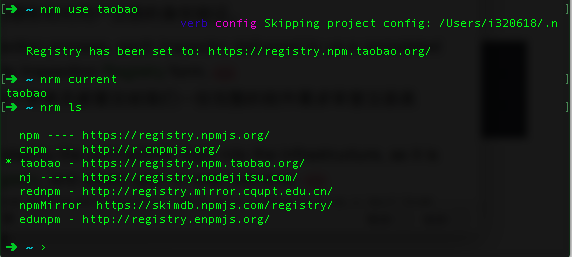 [➜ ~ nrm use taobao ]
verb config Skipping project config: /Users/i320618/.n
Registry has been set to: https://registry.npm.taobao.org/
[➜ ~ nrm current ]
taobao
[➜ ~ nrm ls ]
npm ---- https://registry.npmjs.org/
cnpm --- http://r.cnpmjs.org/
* taobao - https://registry.npm.taobao.org/
nj ----- https://registry.nodejitsu.com/
rednpm - http://registry.mirror.cqupt.edu.cn/
npmMirror https://skimdb.npmjs.com/registry/
edunpm - http://registry.enpmjs.org/
➜ ~ ›